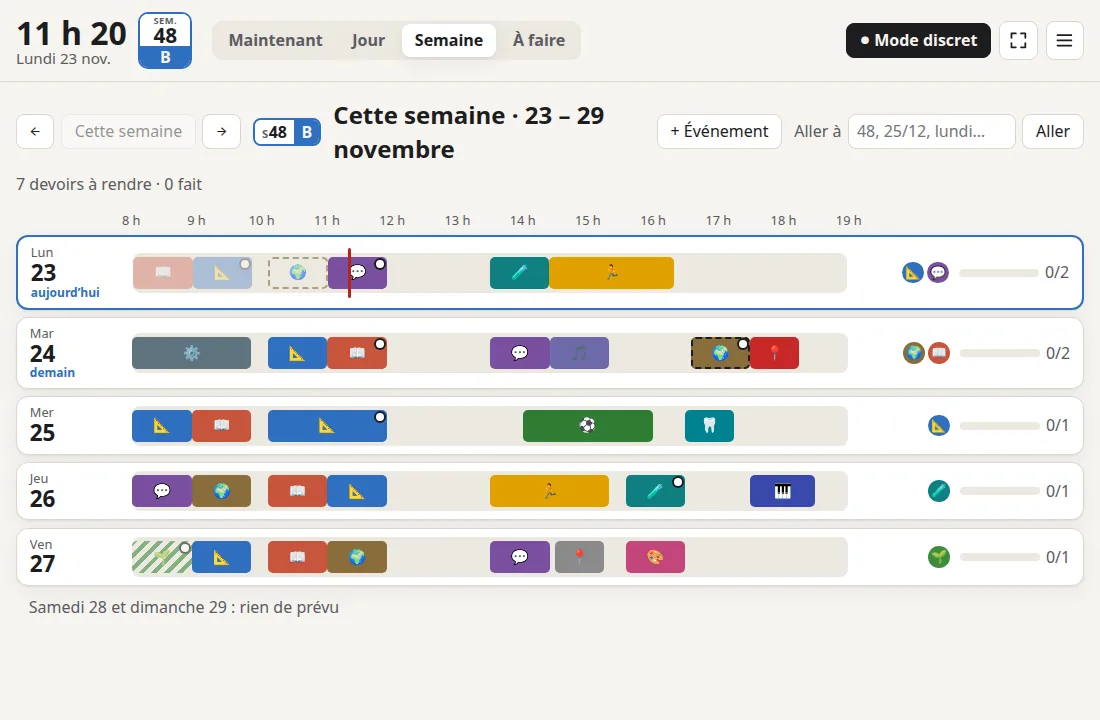 11 h 20
Lundi 23 nov.
SEM.
48
B
Maintenant Jour Semaine À faire
Mode discret
Cette semaine
s48 B
Cette semaine · 23 – 29
novembre
+ Événement
Aller à
48, 25/12, lundi...
Aller
7 devoirs à rendre · 0 fait
8 h 9 h 10 h 11 h 12 h 13 h 14 h 15 h 16 h 17 h 18 h 19 h
Lun
23
aujourd'hui
0/2
Mar
24
demain
0/2
Mer
25
0/1
Jeu
26
0/1
Ven
27
0/1
Samedi 28 et dimanche 29 : rien de prévu